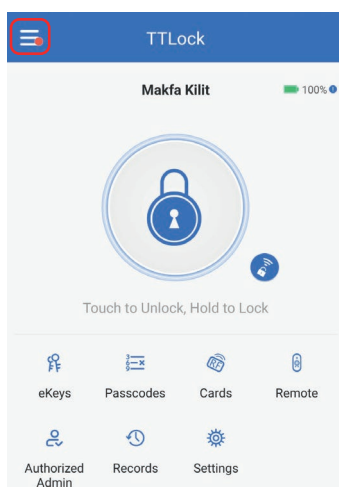 TTLock
Makfa Kilit
100%
Touch to Unlock, Hold to Lock
eKeys Passcodes Cards Remote
Authorized Records Settings
Admin